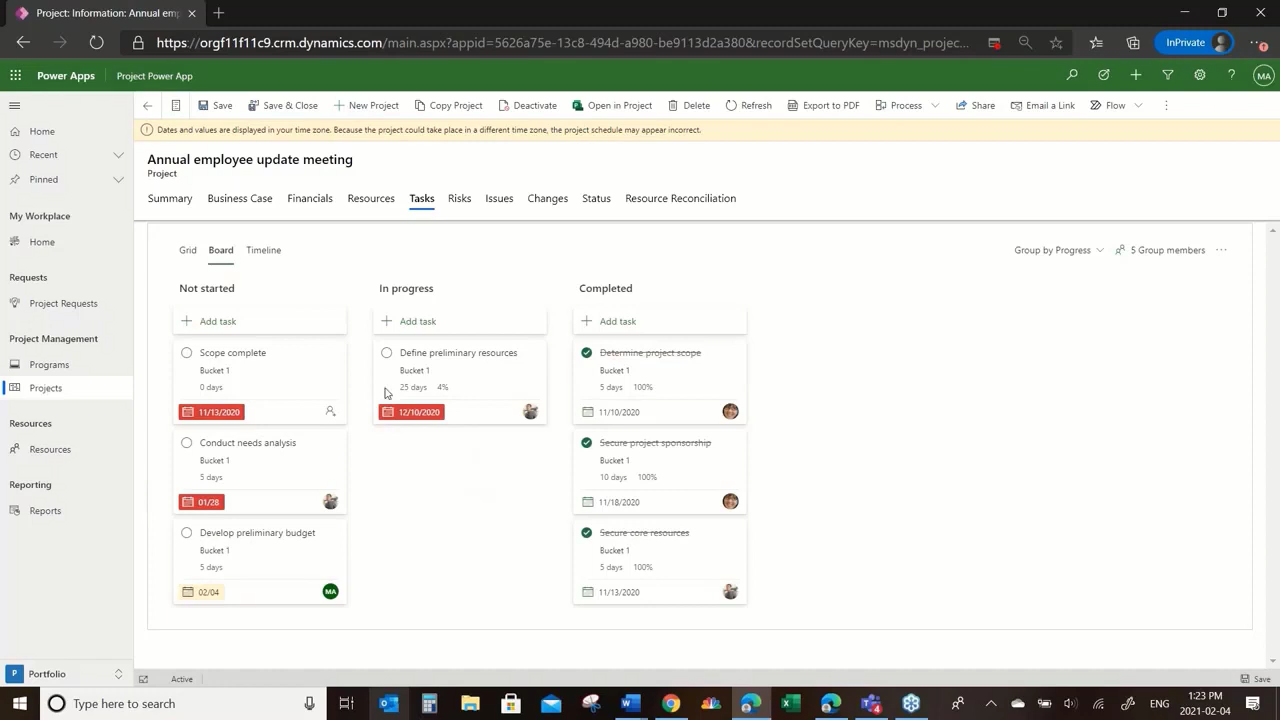 Project: Information: Annual emp
https://orgf11f11c9.crm.dynamics.com/main.aspx?appid=5626a75e-13c8-494d-a980-be9113d2a380&recordSetQueryKey=msdyn_projec...
InPrivate
Power Apps
Project Power App
MA
Save
Save & Close
New Project
Copy Project
Deactivate
Open in Project
Delete
Refresh
Export to PDF
Process
Share
Email a Link
Flow
Dates and values are displayed in your time zone. Because the project could take place in a different time zone, the project schedule may appear incorrect.
Home
Recent
Pinned
My Workplace
Home
Requests
Project Requests
Project Management
Programs
Projects
Resources
Resources
Reporting
Reports
P
Portfolio
Annual employee update meeting
Project
Summary
Business Case
Financials
Resources
Tasks
Risks
Issues
Changes
Status
Resource Reconciliation
Grid
Board
Timeline
Group by Progress
5 Group members
Not started
Add task
Scope complete
Bucket 1
0 days
11/13/2020
Conduct needs analysis
Bucket 1
5 days
01/28
Develop preliminary budget
Bucket 1
5 days
02/04
MA
In progress
Add task
Define preliminary resources
Bucket 1
25 days 4%
12/10/2020
Completed
Add task
Determine project scope
Bucket 1
5 days 100%
11/10/2020
Secure project sponsorship
Bucket 1
10 days 100%
11/18/2020
Secure core resources
Bucket 1
5 days 100%
11/13/2020
Active
Save
Type here to search
ENG
1:23 PM
2021-02-04